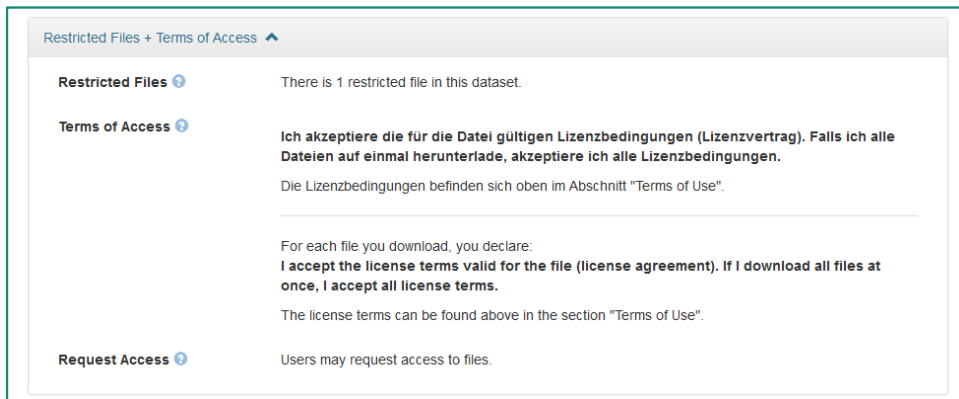 Restricted Files + Terms of Access
Restricted Files
There is 1 restricted file in this dataset.
Terms of Access
Ich akzeptiere die für die Datei gültigen Lizenzbedingungen (Lizenzvertrag). Falls ich alle
Dateien auf einmal herunterlade, akzeptiere ich alle Lizenzbedingungen.
Die Lizenzbedingungen befinden sich oben im Abschnitt "Terms of Use".
For each file you download, you declare:
I accept the license terms valid for the file (license agreement). If I download all files at
once, I accept all license terms.
The license terms can be found above in the section "Terms of Use".
Request Access
Users may request access to files.